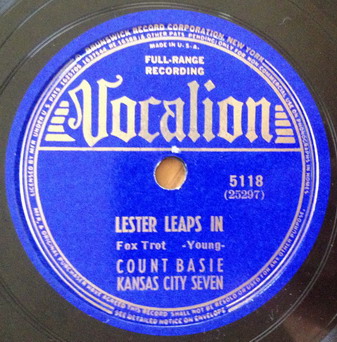 BRUNSWICK RECORD CORPORATION, NEW YORK
MADE IN U.S.A.
FULL-RANGE
RECORDING
Vocalion
5118
(25297)
LESTER LEAPS IN
Fox Trot -Young-
COUNT BASIE
KANSAS CITY SEVEN
SEE DETAILED NOTICE ON ENVELOPE